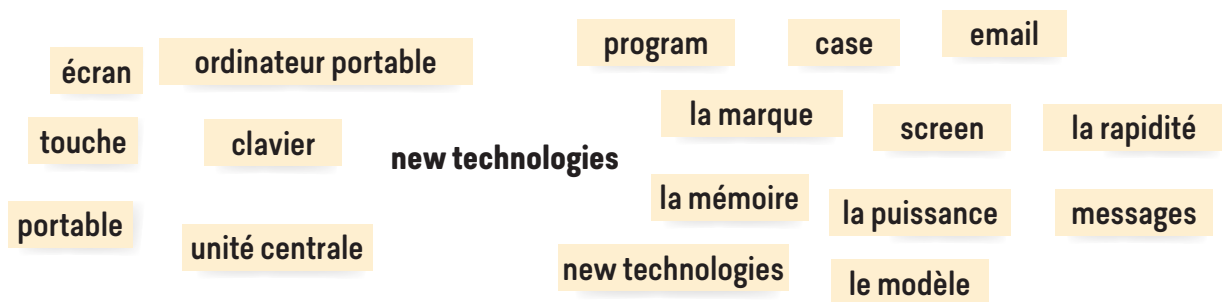 écran
ordinateur portable
touche
clavier
portable
unité centrale
new technologies
program
case
email
la marque
screen
la rapidité
la mémoire
la puissance
messages
new technologies
le modèle